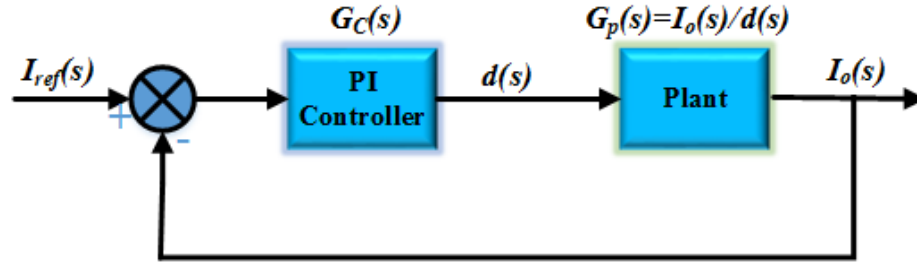 G_C(s)
G_p(s)=I_o(s)/d(s)
I_ref(s)
PI
Controller
d(s)
Plant
I_o(s)
+
-